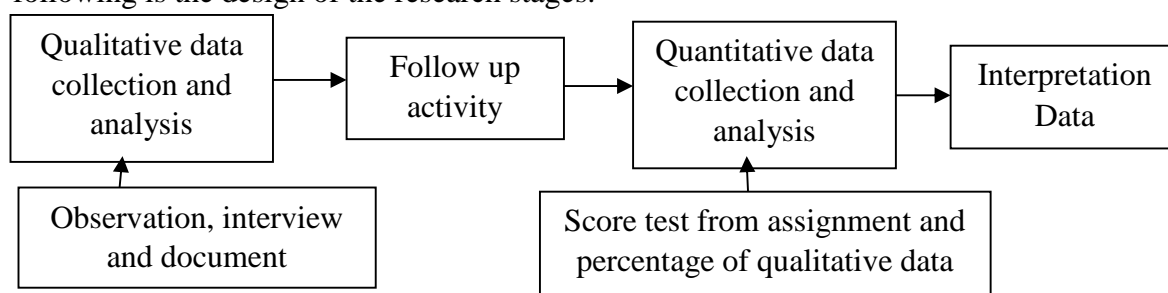 following is the design of the research stages.
Qualitative data
collection and
analysis
Follow up
activity
Quantitative data
collection and
analysis
Interpretation
Data
Observation, interview
and document
Score test from assignment and
percentage of qualitative data